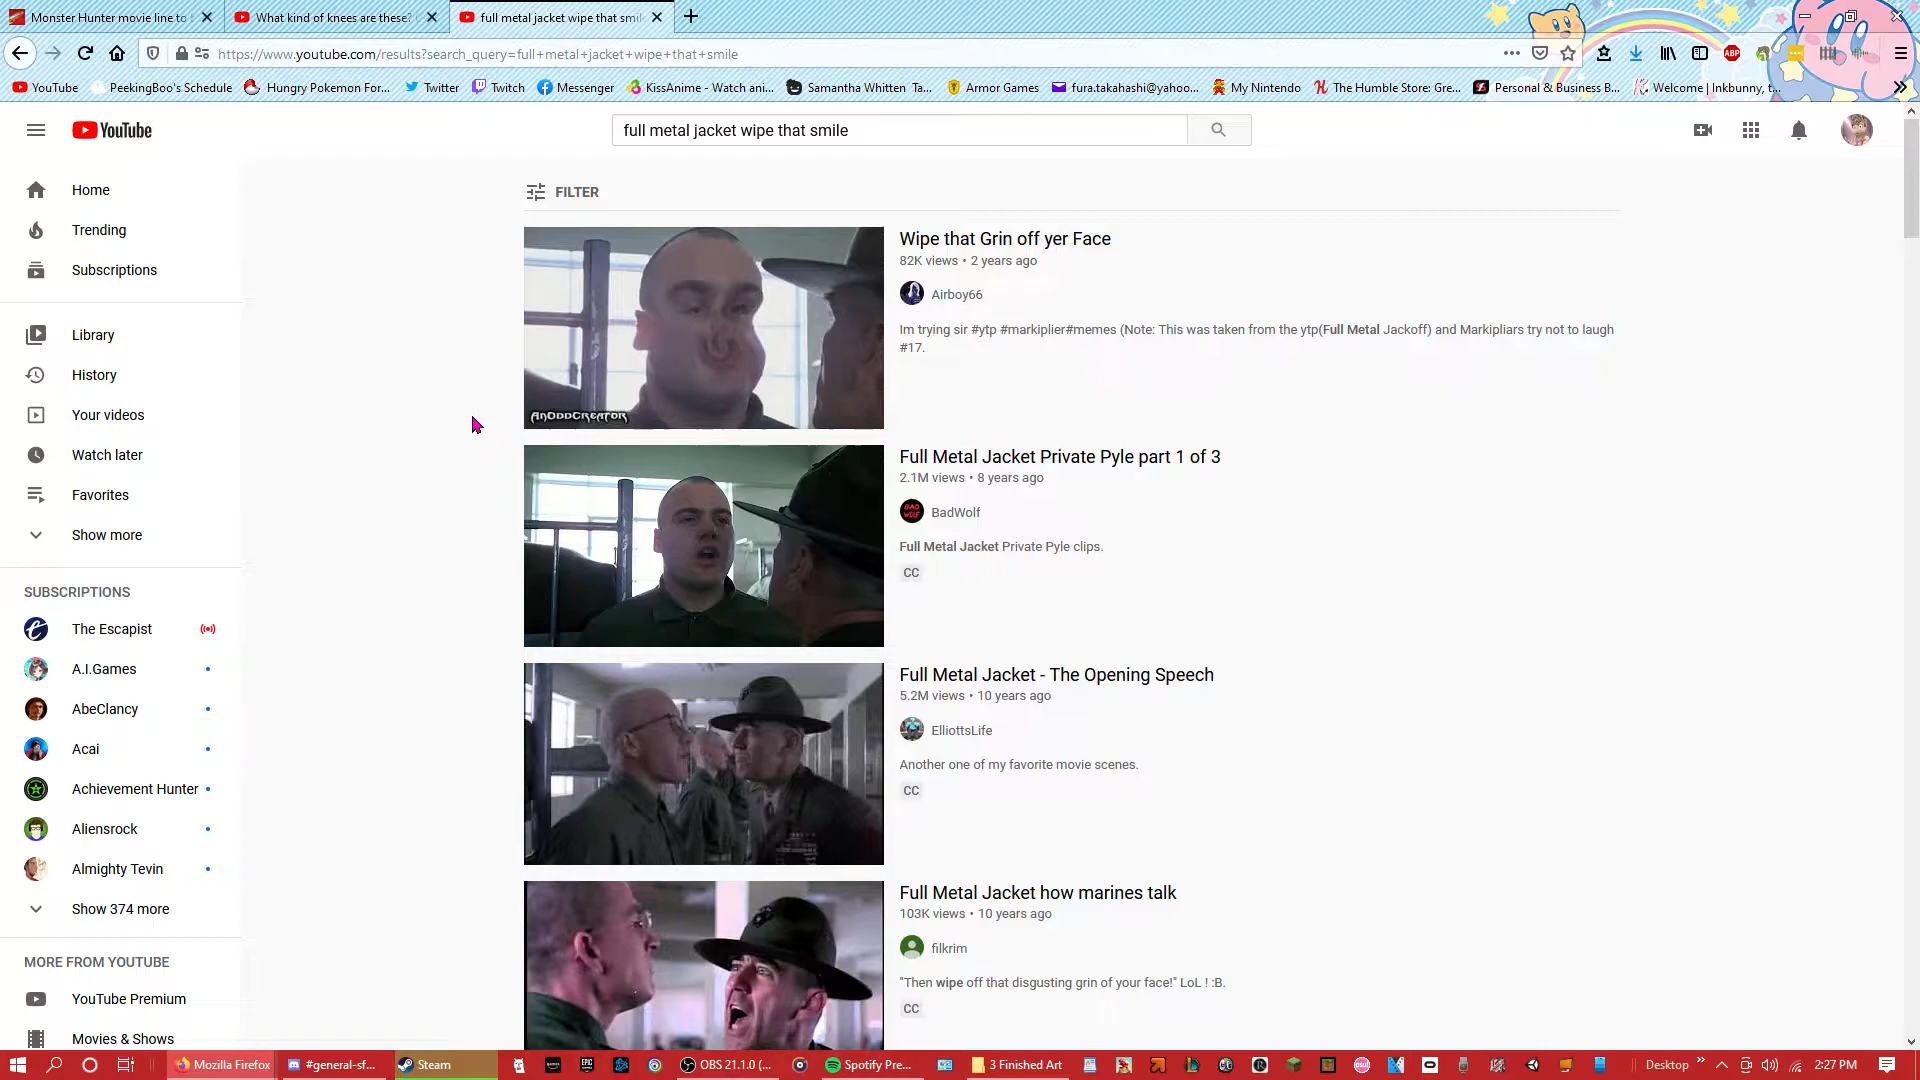 Monster Hunter movie line to
What kind of knees are these?
full metal jacket wipe that smi
https://www.youtube.com/results?search_query=full+metal+jacket+wipe+that+smile
ABP
YouTube
PeekingBoo's Schedule
Hungry Pokemon For...
Twitter
Twitch
Messenger
KissAnime - Watch ani...
Samantha Whitten Ta...
Armor Games
fura.takahashi@yahoo...
My Nintendo
The Humble Store: Gre...
Personal & Business B...
Welcome | Inkbunny, t...
YouTube
full metal jacket wipe that smile
Home
Trending
Subscriptions
Library
History
Your videos
Watch later
Favorites
Show more
SUBSCRIPTIONS
The Escapist
A.I.Games
AbeClancy
Acai
Achievement Hunter
Aliensrock
Almighty Tevin
Show 374 more
MORE FROM YOUTUBE
YouTube Premium
Movies & Shows
FILTER
AnOddCreator
Wipe that Grin off yer Face
82K views • 2 years ago
Airboy66
Im trying sir #ytp #markiplier#memes (Note: This was taken from the ytp(Full Metal Jackoff) and Markipliars try not to laugh
#17.
Full Metal Jacket Private Pyle part 1 of 3
2.1M views • 8 years ago
BAD WOLF
BadWolf
Full Metal Jacket Private Pyle clips.
CC
Full Metal Jacket - The Opening Speech
5.2M views • 10 years ago
ElliottsLife
Another one of my favorite movie scenes.
CC
Full Metal Jacket how marines talk
103K views • 10 years ago
filkrim
"Then wipe off that disgusting grin of your face!" LoL ! :B.
CC
Mozilla Firefox
#general-sf...
Steam
EPIC
OBS 21.1.0 (...
Spotify Pre...
3 Finished Art
osu!
Desktop
2:27 PM